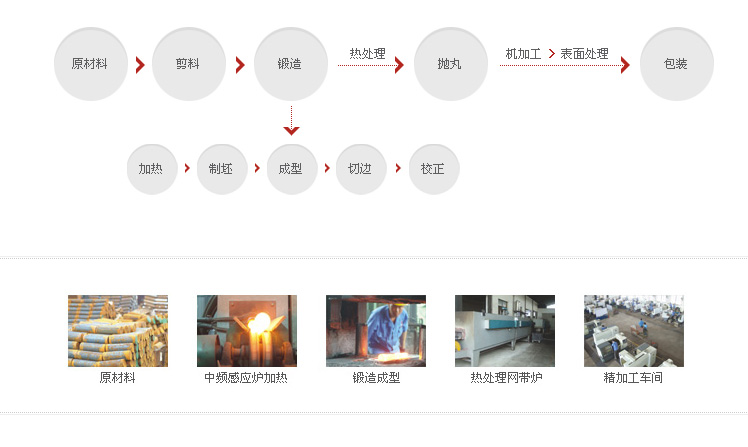 热处理
机加工 表面处理
原材料 剪料 锻造 抛丸 包装
加热 制坯 成型 切边 校正
原材料 中频感应炉加热 锻造成型 热处理网带炉 精加工车间